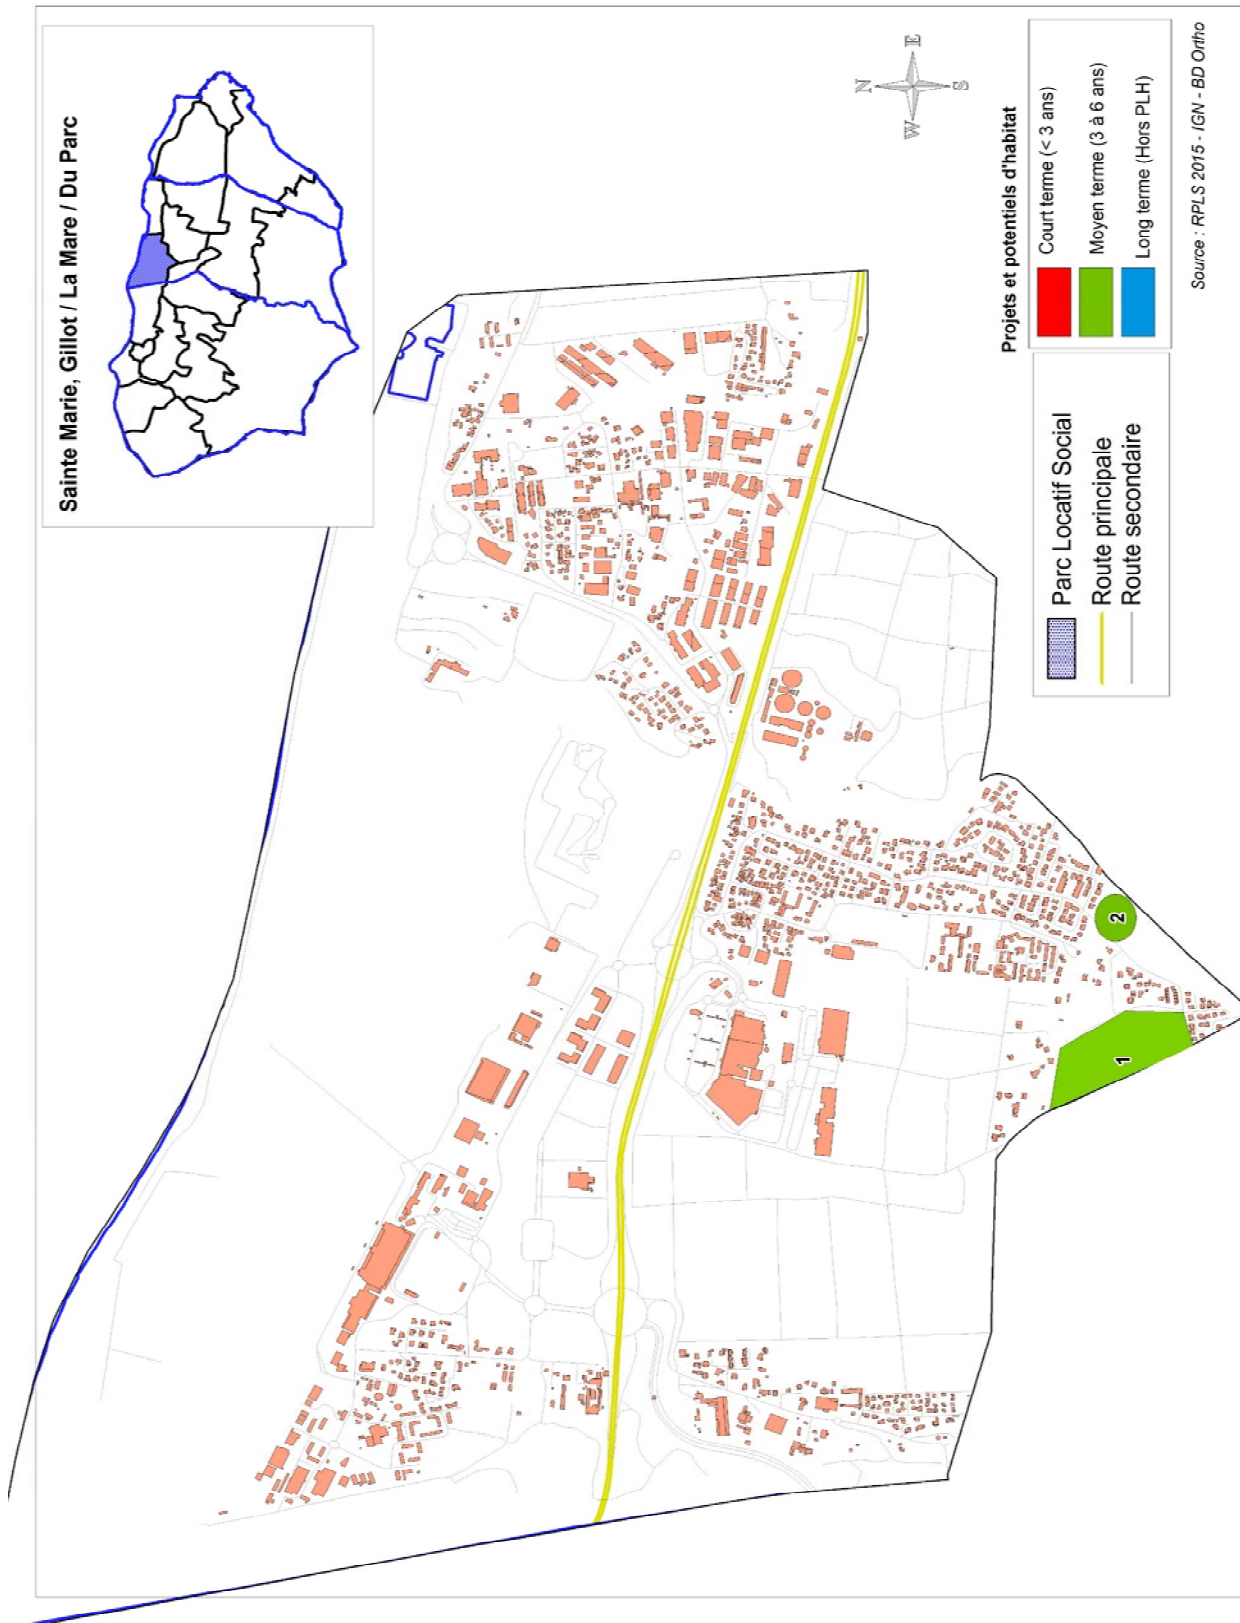 Sainte Marie, Gillot / La Mare / Du Parc
N
E
W
S
1
2
Parc Locatif Social
Route principale
Route secondaire
Projets et potentiels d'habitat
Court terme (< 3 ans)
Moyen terme (3 à 6 ans)
Long terme (Hors PLH)
Source : RPLS 2015 - IGN - BD Ortho